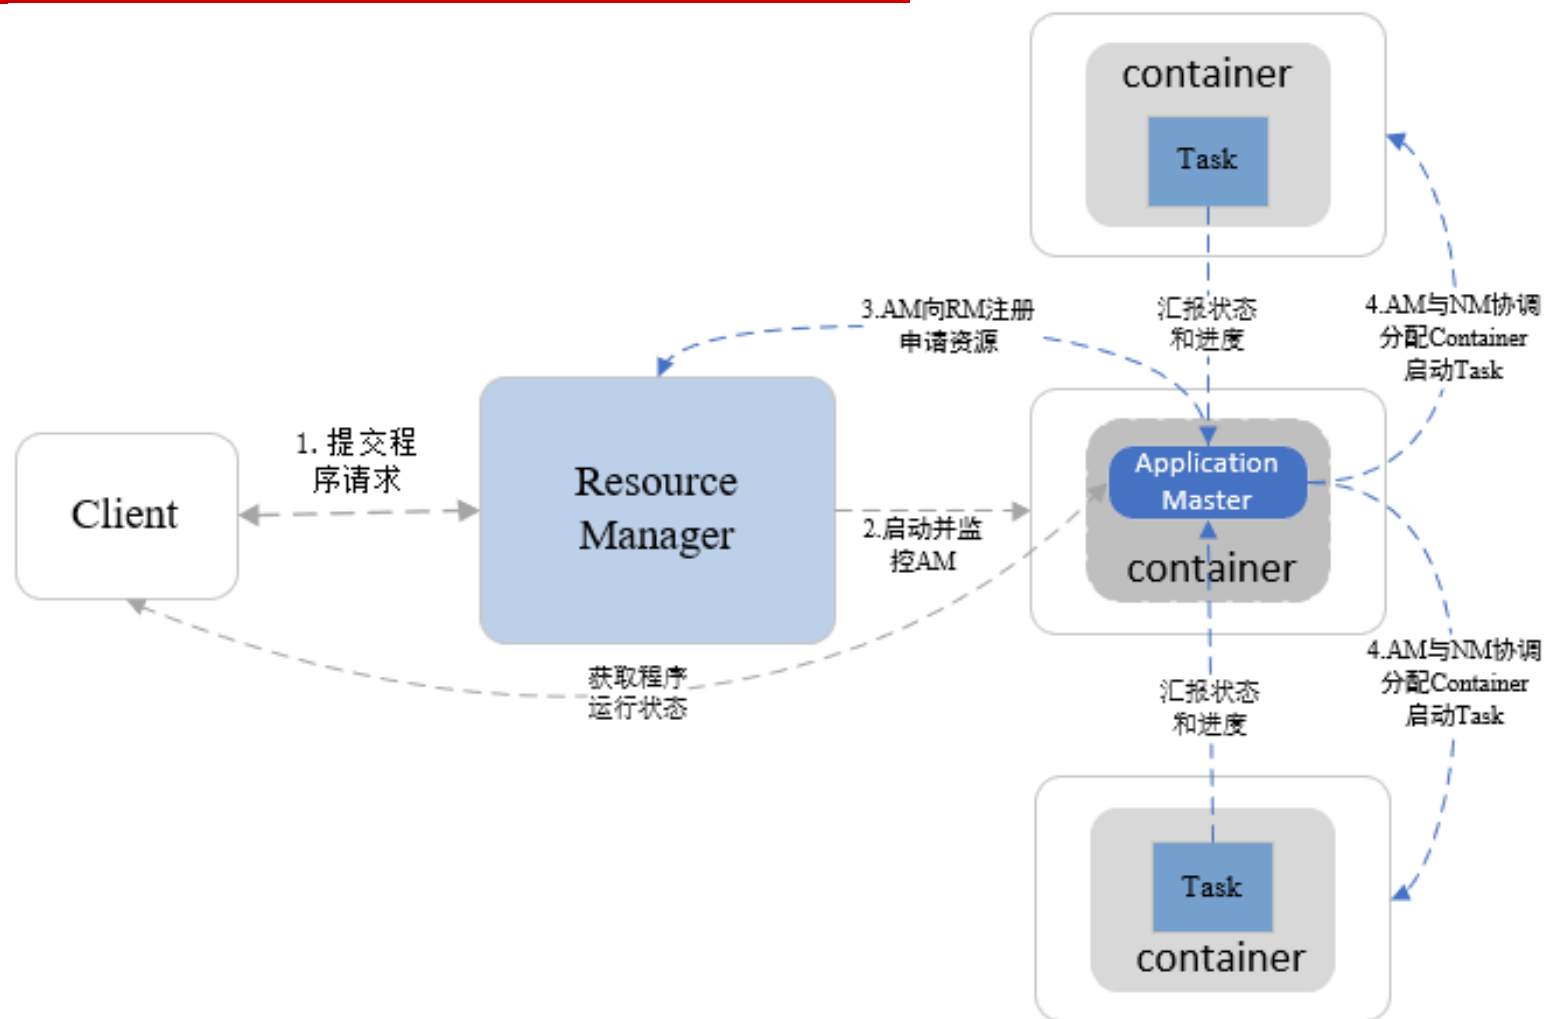 container
Task
3.AM向RM注册
申请资源
汇报状态
和进度
4.AM与NM协调
分配Container
启动Task
Client
1. 提交程
序请求
Resource
Manager
2.启动并监
控AM
Application
Master
container
获取程序
运行状态
汇报状态
和进度
4.AM与NM协调
分配Container
启动Task
Task
container